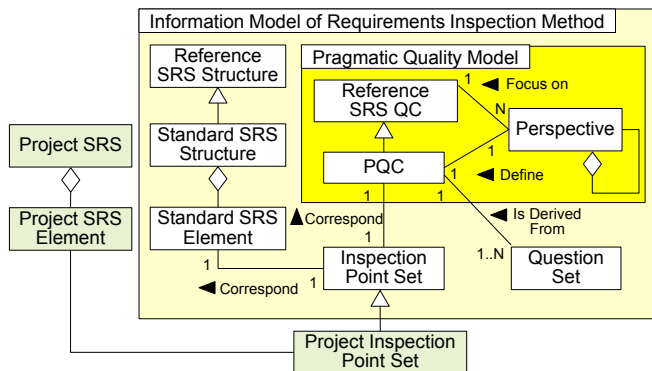 Information Model of Requirements Inspection Method
Reference
SRS Structure
Pragmatic Quality Model
1
◄ Focus on
Reference
SRS QC
N
Perspective
Project SRS
Standard SRS
Structure
PQC
1
1
◄ Define
1
1
Project SRS
Element
Standard SRS
Element
▲Correspond
◄ Is Derived
From
1
1
1
1..N
Inspection
Point Set
Question
Set
◄ Correspond
Project Inspection
Point Set